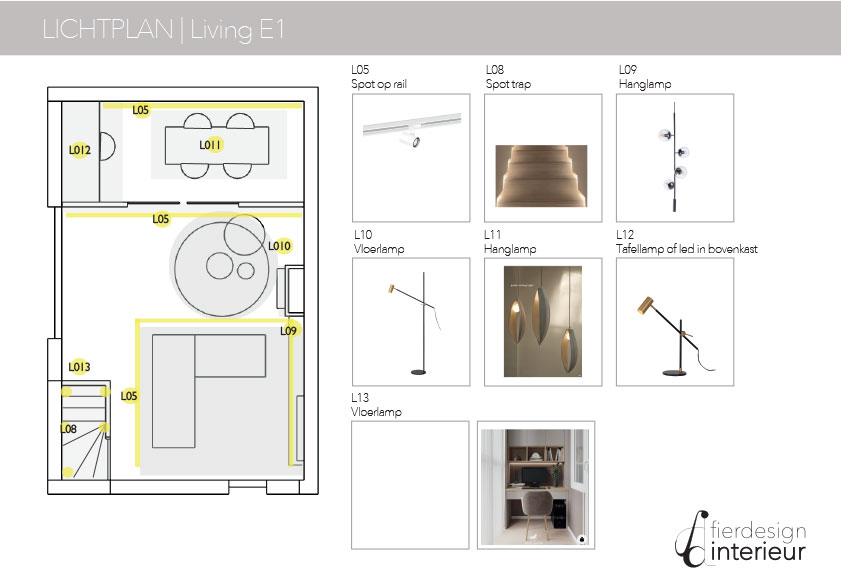 LICHTPLAN | Living E1
L05
L012
L011
L05
L010
L09
L013
L05
L08
L05
Spot op rail
L08
Spot trap
L09
Hanglamp
L10
Vloerlamp
L11
Hanglamp
L12
Tafellamp of led in bovenkast
L13
Vloerlamp
fierdesign
interieur